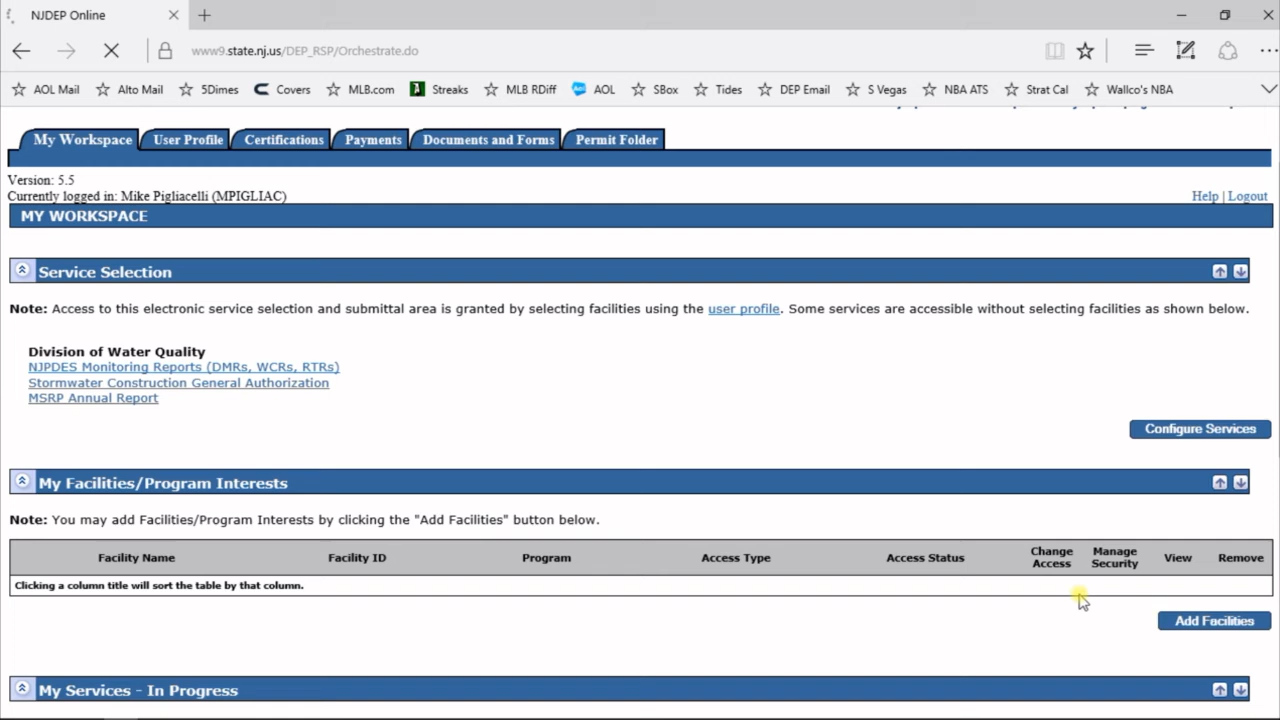 NJDEP Online
www9.state.nj.us/DEP_RSP/Orchestrate.do
AOL Mail Alto Mail 5Dimes Covers MLB.com Streaks MLB RDiff AOL SBox Tides DEP Email S Vegas NBA ATS Strat Cal Wallco's NBA
My Workspace User Profile Certifications Payments Documents and Forms Permit Folder
Version: 5.5
Currently logged in: Mike Pigliacelli (MPIGLIAC) Help | Logout
MY WORKSPACE
Service Selection
Note: Access to this electronic service selection and submittal area is granted by selecting facilities using the user profile. Some services are accessible without selecting facilities as shown below.
Division of Water Quality
NJPDES Monitoring Reports (DMRs, WCRs, RTRs)
Stormwater Construction General Authorization
MSRP Annual Report
Configure Services
My Facilities/Program Interests
Note: You may add Facilities/Program Interests by clicking the "Add Facilities" button below.
Facility Name Facility ID Program Access Type Access Status Change Access Manage Security View Remove
Clicking a column title will sort the table by that column.
Add Facilities
My Services - In Progress